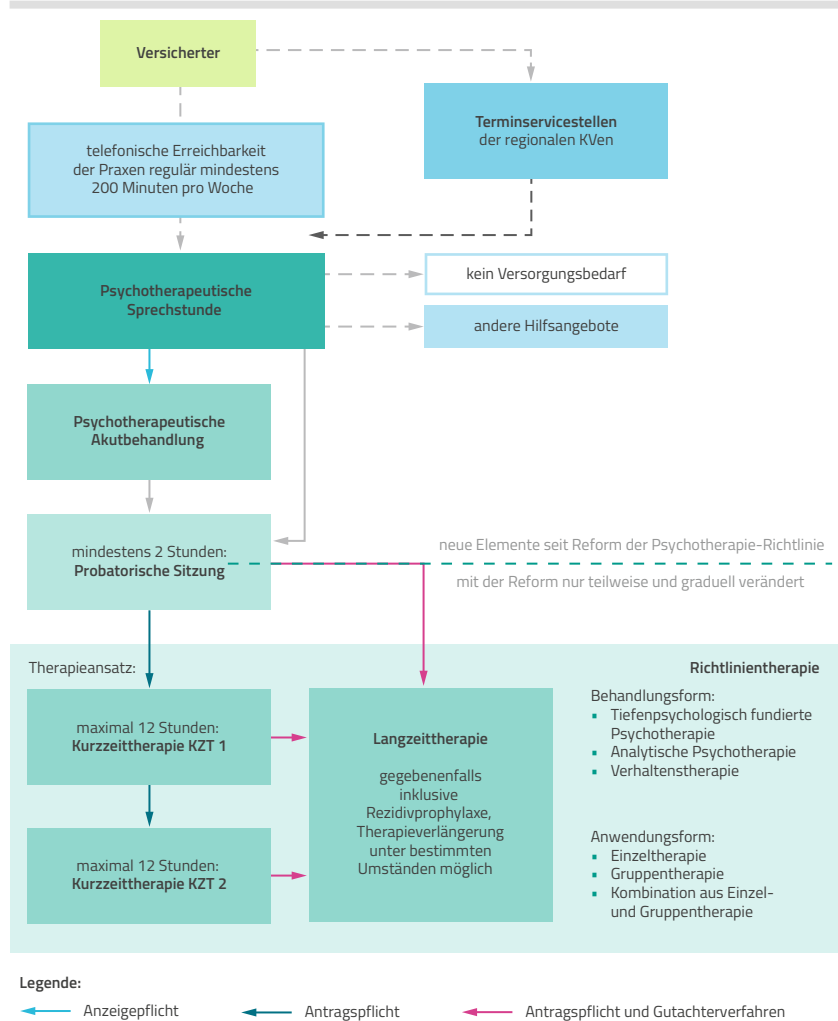 Versicherter
Terminservicestellen
der regionalen KVen
telefonische Erreichbarkeit
der Praxen regulär mindestens
200 Minuten pro Woche
Psychotherapeutische
Sprechstunde
kein Versorgungsbedarf
andere Hilfsangebote
Psychotherapeutische
Akutbehandlung
mindestens 2 Stunden:
Probatorische Sitzung
neue Elemente seit Reform der Psychotherapie-Richtlinie
mit der Reform nur teilweise und graduell verändert
Therapieansatz:
Richtlinientherapie
maximal 12 Stunden:
Kurzzeittherapie KZT 1
Langzeittherapie
gegebenenfalls
inklusive
Rezidivprophylaxe,
Therapieverlängerung
unter bestimmten
Umständen möglich
Behandlungsform:
▪ Tiefenpsychologisch fundierte
Psychotherapie
▪ Analytische Psychotherapie
▪ Verhaltenstherapie
maximal 12 Stunden:
Kurzzeittherapie KZT 2
Anwendungsform:
▪ Einzeltherapie
▪ Gruppentherapie
▪ Kombination aus Einzel-
und Gruppentherapie
Legende:
Anzeigepflicht
Antragspflicht
Antragspflicht und Gutachterverfahren